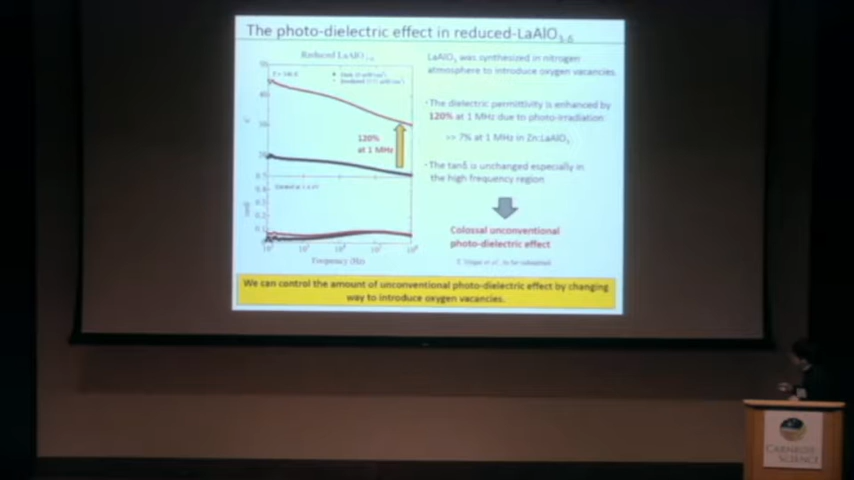 The photo-dielectric effect in reduced-LaAlO3-δ
Reduced LaAlO3-δ
LaAlO3 was synthesized in nitrogen
atmosphere to introduce oxygen vacancies.
・The dielectric permittivity is enhanced by
120% at 1 MHz due to photo-irradiation
>> 7% at 1 MHz in Zn:LaAlO3
120%
at 1 MHz
・The tanδ is unchanged especially in
the high frequency region
Colossal unconventional
photo-dielectric effect
to be submitted
Frequency (Hz)
We can control the amount of unconventional photo-dielectric effect by changing
way to introduce oxygen vacancies.
CARNEGIE
SCIENCE